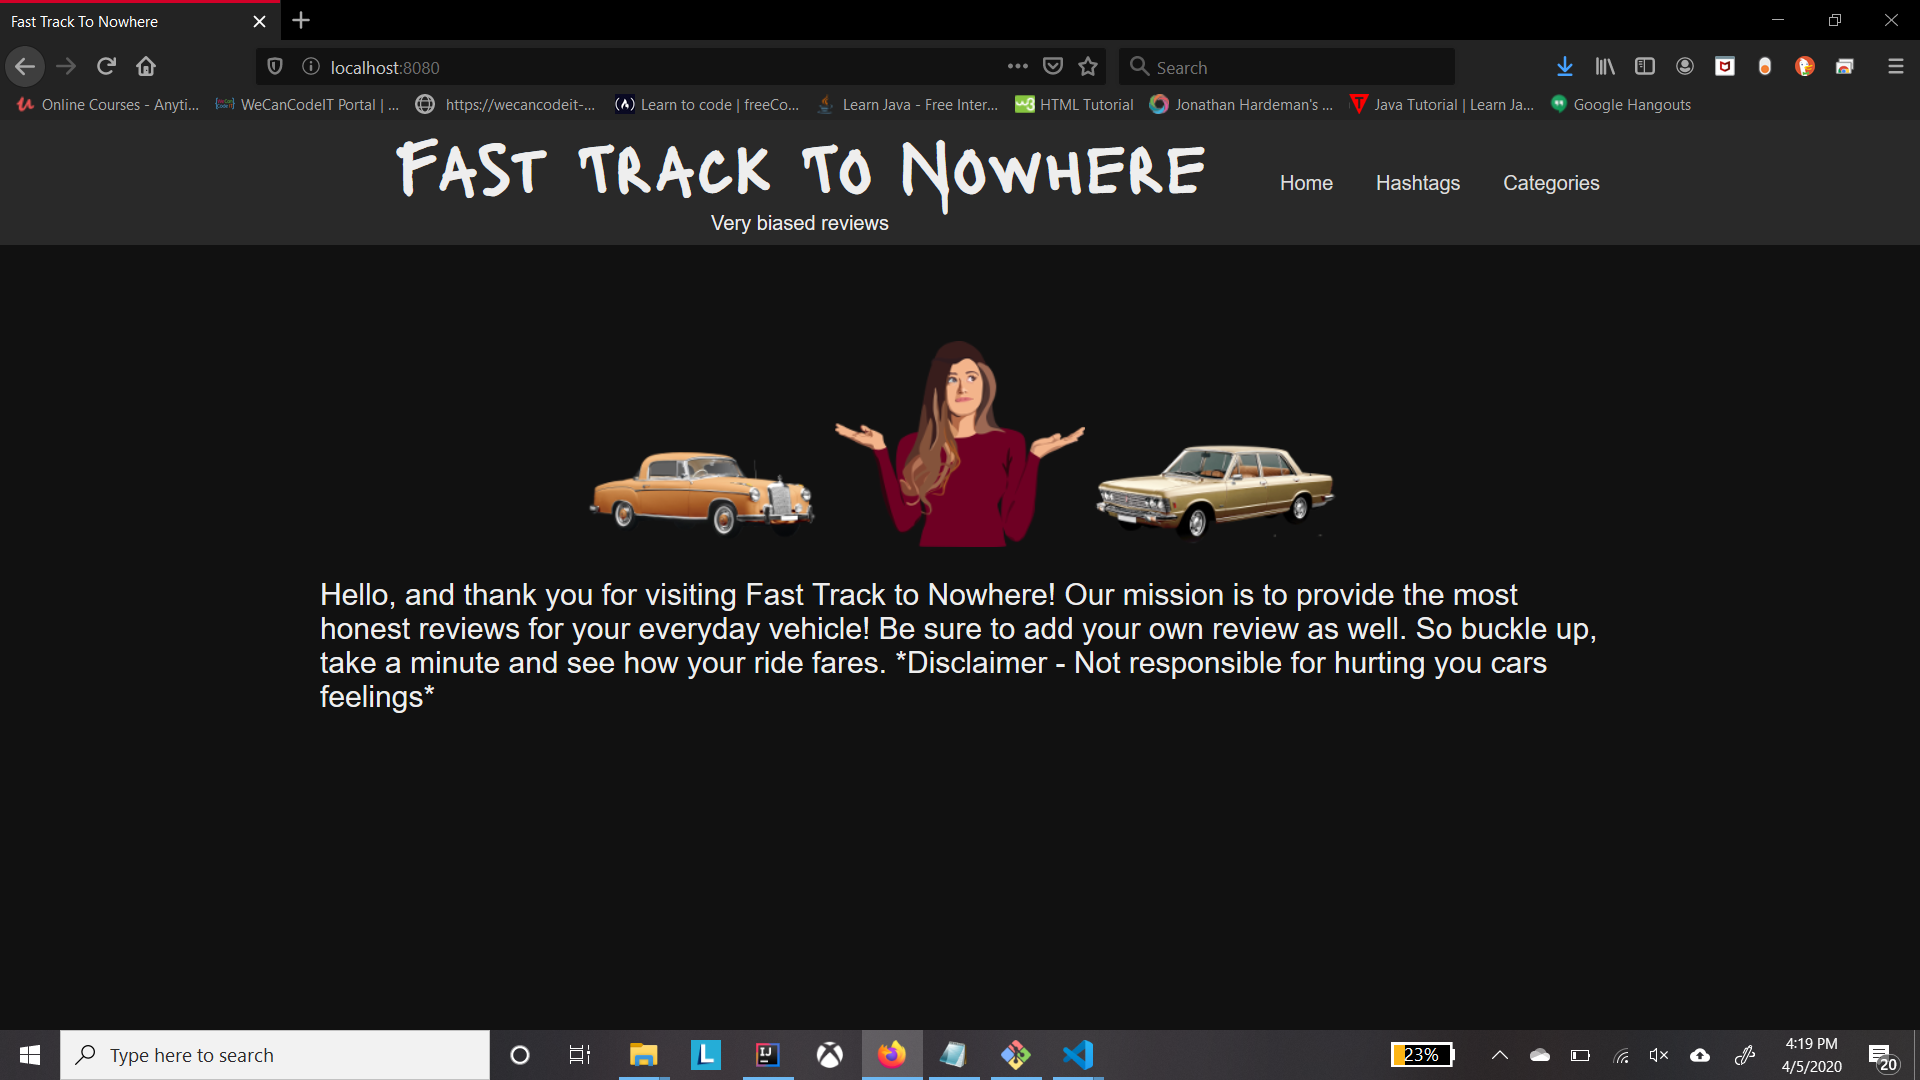 Fast Track To Nowhere
localhost:8080
Search
Online Courses - Anyti...
WeCanCodeIT Portal | ...
https://wecancodeit-...
Learn to code | freeCo...
Learn Java - Free Inter...
HTML Tutorial
Jonathan Hardeman's ...
Java Tutorial | Learn Ja...
Google Hangouts
FAST TRACK TO NOWHERE
Home
Hashtags
Categories
Very biased reviews
Hello, and thank you for visiting Fast Track to Nowhere! Our mission is to provide the most
honest reviews for your everyday vehicle! Be sure to add your own review as well. So buckle up,
take a minute and see how your ride fares. *Disclaimer - Not responsible for hurting you cars
feelings*
Type here to search
L
IJ
23%
4:19 PM
4/5/2020
20